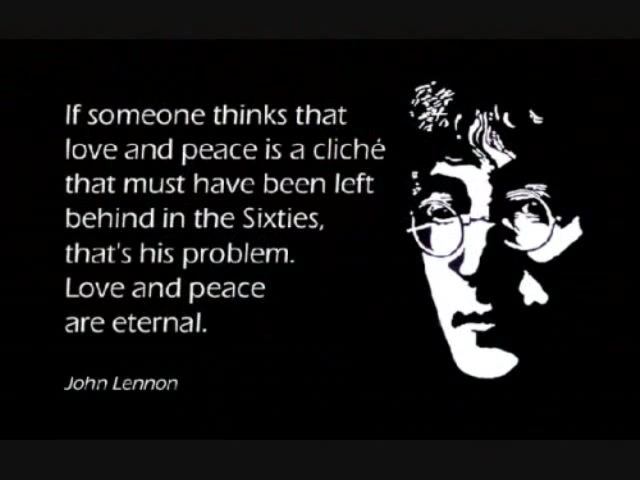 If someone thinks that
love and peace is a cliché
that must have been left
behind in the Sixties,
that's his problem.
Love and peace
are eternal.
John Lennon